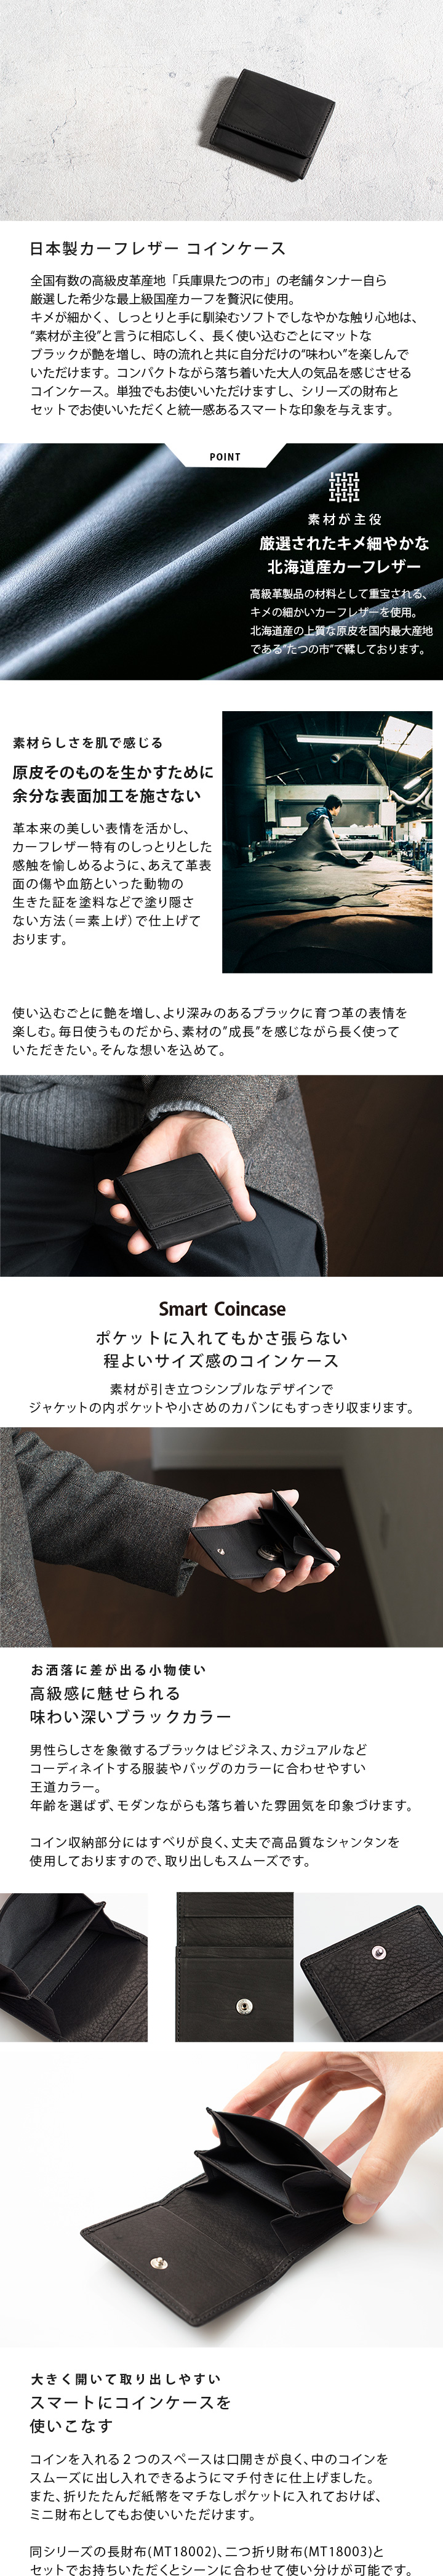 日本製カーフレザー コインケース
全国有数の高級皮革産地「兵庫県たつの市」の老舗タンナー自ら
厳選した希少な最上級国産カーフを贅沢に使用。
キメが細かく、しっとりと手に馴染むソフトでしなやかな触り心地は、
“素材が主役”と言うに相応しく、長く使い込むごとにマットな
ブラックが艶を増し、時の流れと共に自分だけの“味わい”を楽しんで
いただけます。コンパクトながら落ち着いた大人の気品を感じさせる
コインケース。単独でもお使いいただけますし、シリーズの財布と
セットでお使いいただくと統一感あるスマートな印象を与えます。
POINT
素材が主役
厳選されたキメ細やかな
北海道産カーフレザー
高級革製品の材料として重宝される、
キメの細かいカーフレザーを使用。
北海道産の上質な原皮を国内最大産地
である“たつの市”で鞣しております。
素材らしさを肌で感じる
原皮そのものを生かすために
余分な表面加工を施さない
革本来の美しい表情を活かし、
カーフレザー特有のしっとりとした
感触を愉しめるように、あえて革表
面の傷や血筋といった動物の
生きた証を塗料などで塗り隠さ
ない方法（＝素上げ）で仕上げて
おります。
使い込むごとに艶を増し、より深みのあるブラックに育つ革の表情を
楽しむ。毎日使うものだから、素材の”成長”を感じながら長く使って
いただきたい。そんな想いを込めて。
Smart Coincase
ポケットに入れてもかさ張らない
程よいサイズ感のコインケース
素材が引き立つシンプルなデザインで
ジャケットの内ポケットや小さめのカバンにもすっきり収まります。
お洒落に差が出る小物使い
高級感に魅せられる
味わい深いブラックカラー
男性らしさを象徴するブラックはビジネス、カジュアルなど
コーディネイトする服装やバッグのカラーに合わせやすい
王道カラー。
年齢を選ばず、モダンながらも落ち着いた雰囲気を印象づけます。
コイン収納部分にはすべりが良く、丈夫で高品質なシャンタンを
使用しておりますので、取り出しもスムーズです。
大きく開いて取り出しやすい
スマートにコインケースを
使いこなす
コインを入れる２つのスペースは口開きが良く、中のコインを
スムーズに出し入れできるようにマチ付きに仕上げました。
また、折りたたんだ紙幣をマチなしポケットに入れておけば、
ミニ財布としてもお使いいただけます。
同シリーズの長財布(MT18002)、二つ折り財布(MT18003)と
セットでお持ちいただくとシーンに合わせて使い分けが可能です。